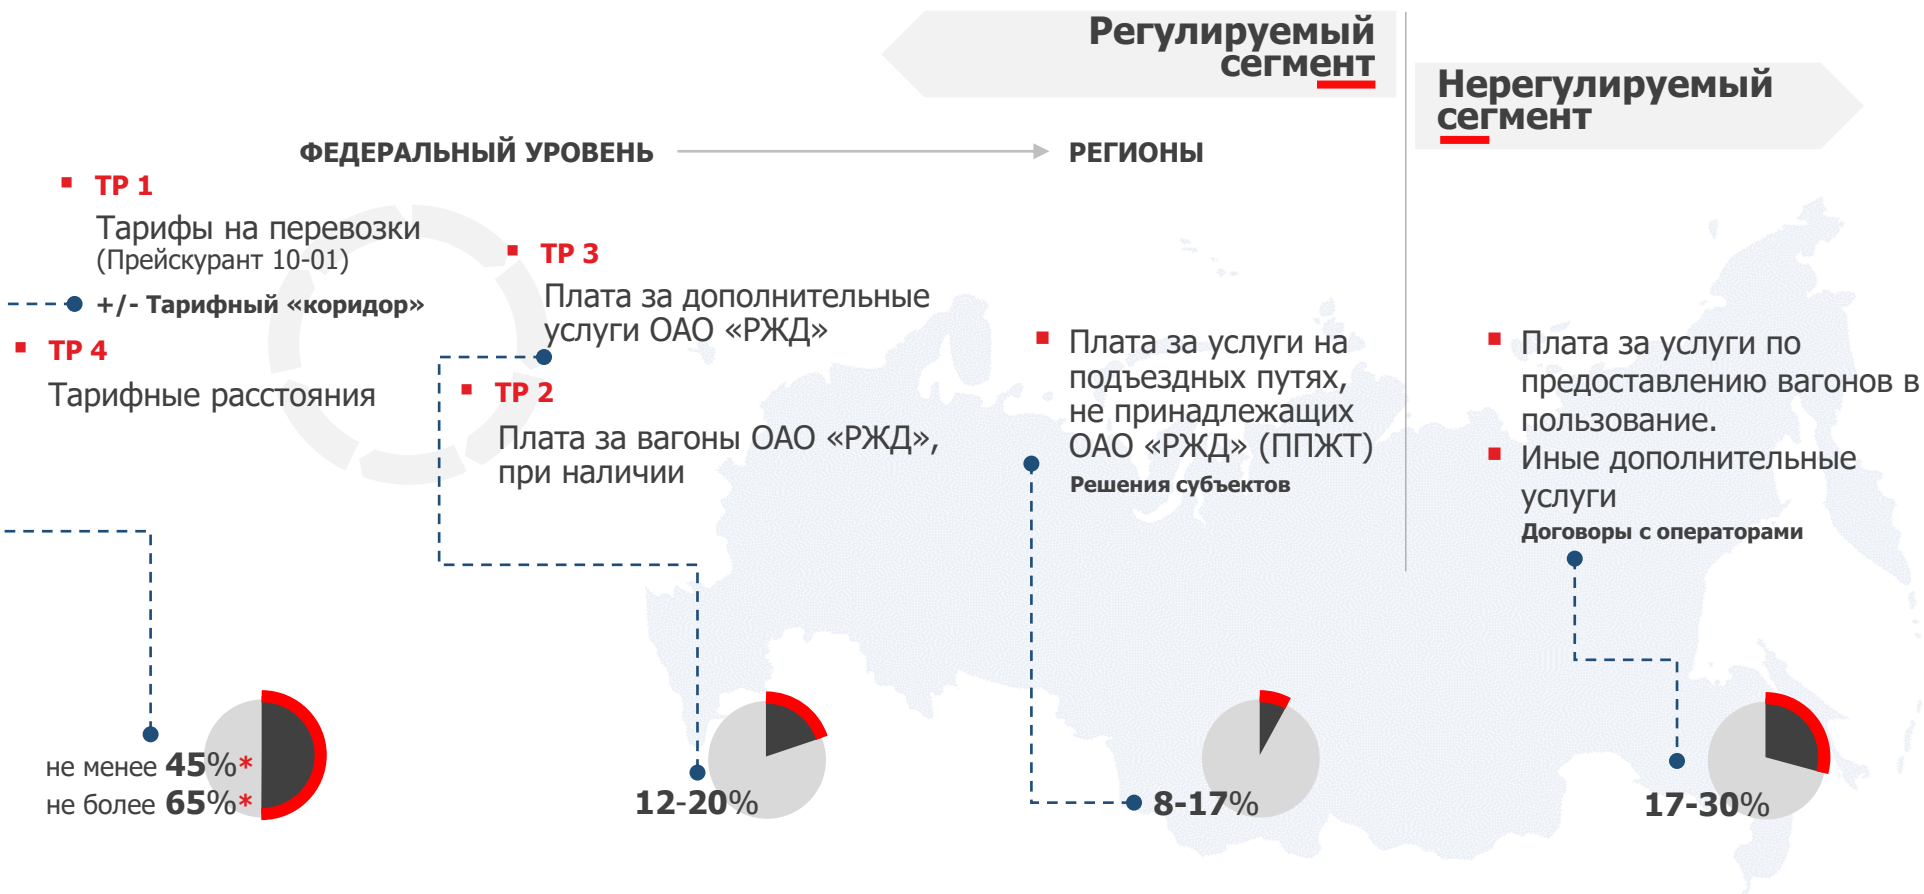 Регулируемый
сегмент
Нерегулируемый
сегмент
ФЕДЕРАЛЬНЫЙ УРОВЕНЬ
РЕГИОНЫ
ТР 1
Тарифы на перевозки
(Прейскурант 10-01)
+/- Тарифный «коридор»
ТР 4
Тарифные расстояния
ТР 3
Плата за дополнительные
услуги ОАО «РЖД»
ТР 2
Плата за вагоны ОАО «РЖД»,
при наличии
Плата за услуги на
подъездных путях,
не принадлежащих
ОАО «РЖД» (ППЖТ)
Решения субъектов
Плата за услуги по
предоставлению вагонов в
пользование.
Иные дополнительные
услуги
Договоры с операторами
не менее 45%*
не более 65%*
12-20%
8-17%
17-30%